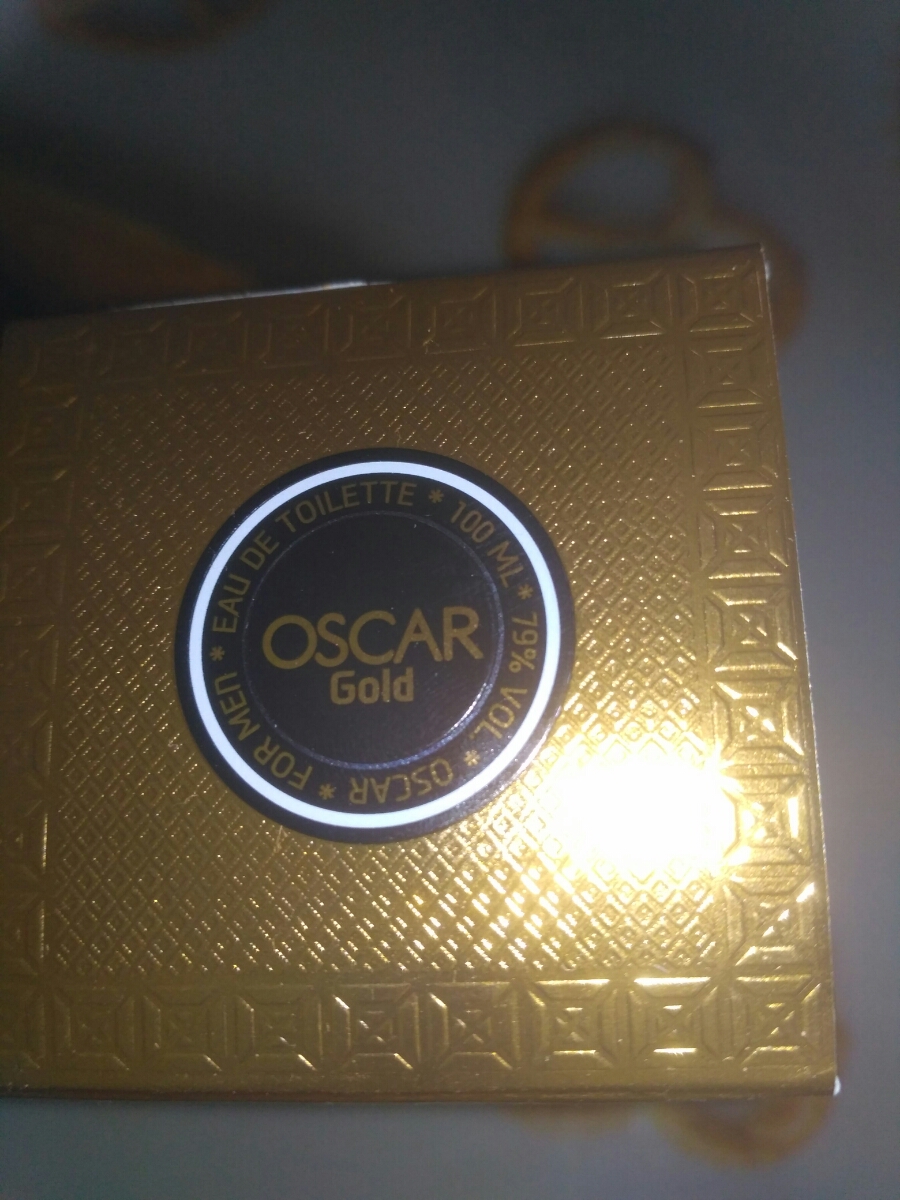 EAU DE TOILETTE * 100 ML * 79% VOL * OSCAR * FOR MEN *
OSCAR
Gold